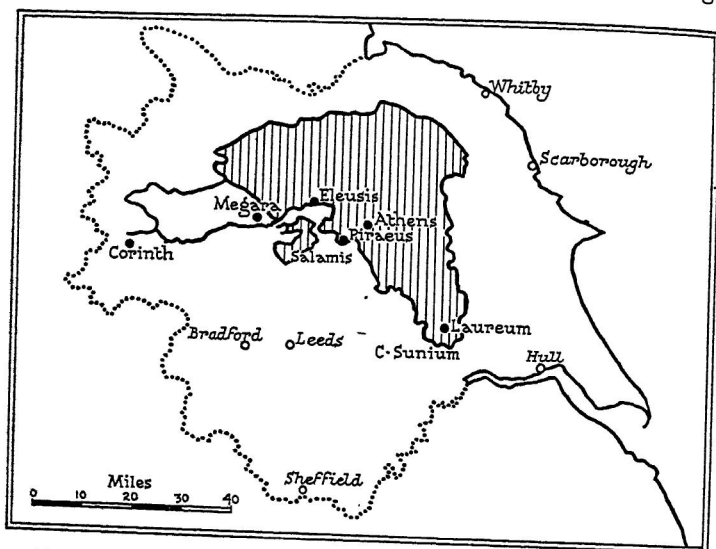 Whitby
Scarborough
Eleusis
Megara
Athens
Piraeus
Corinth
Salamis
Laureum
Bradford
Leeds
C. Sunium
Hull
Sheffield
Miles
0 10 20 30 40